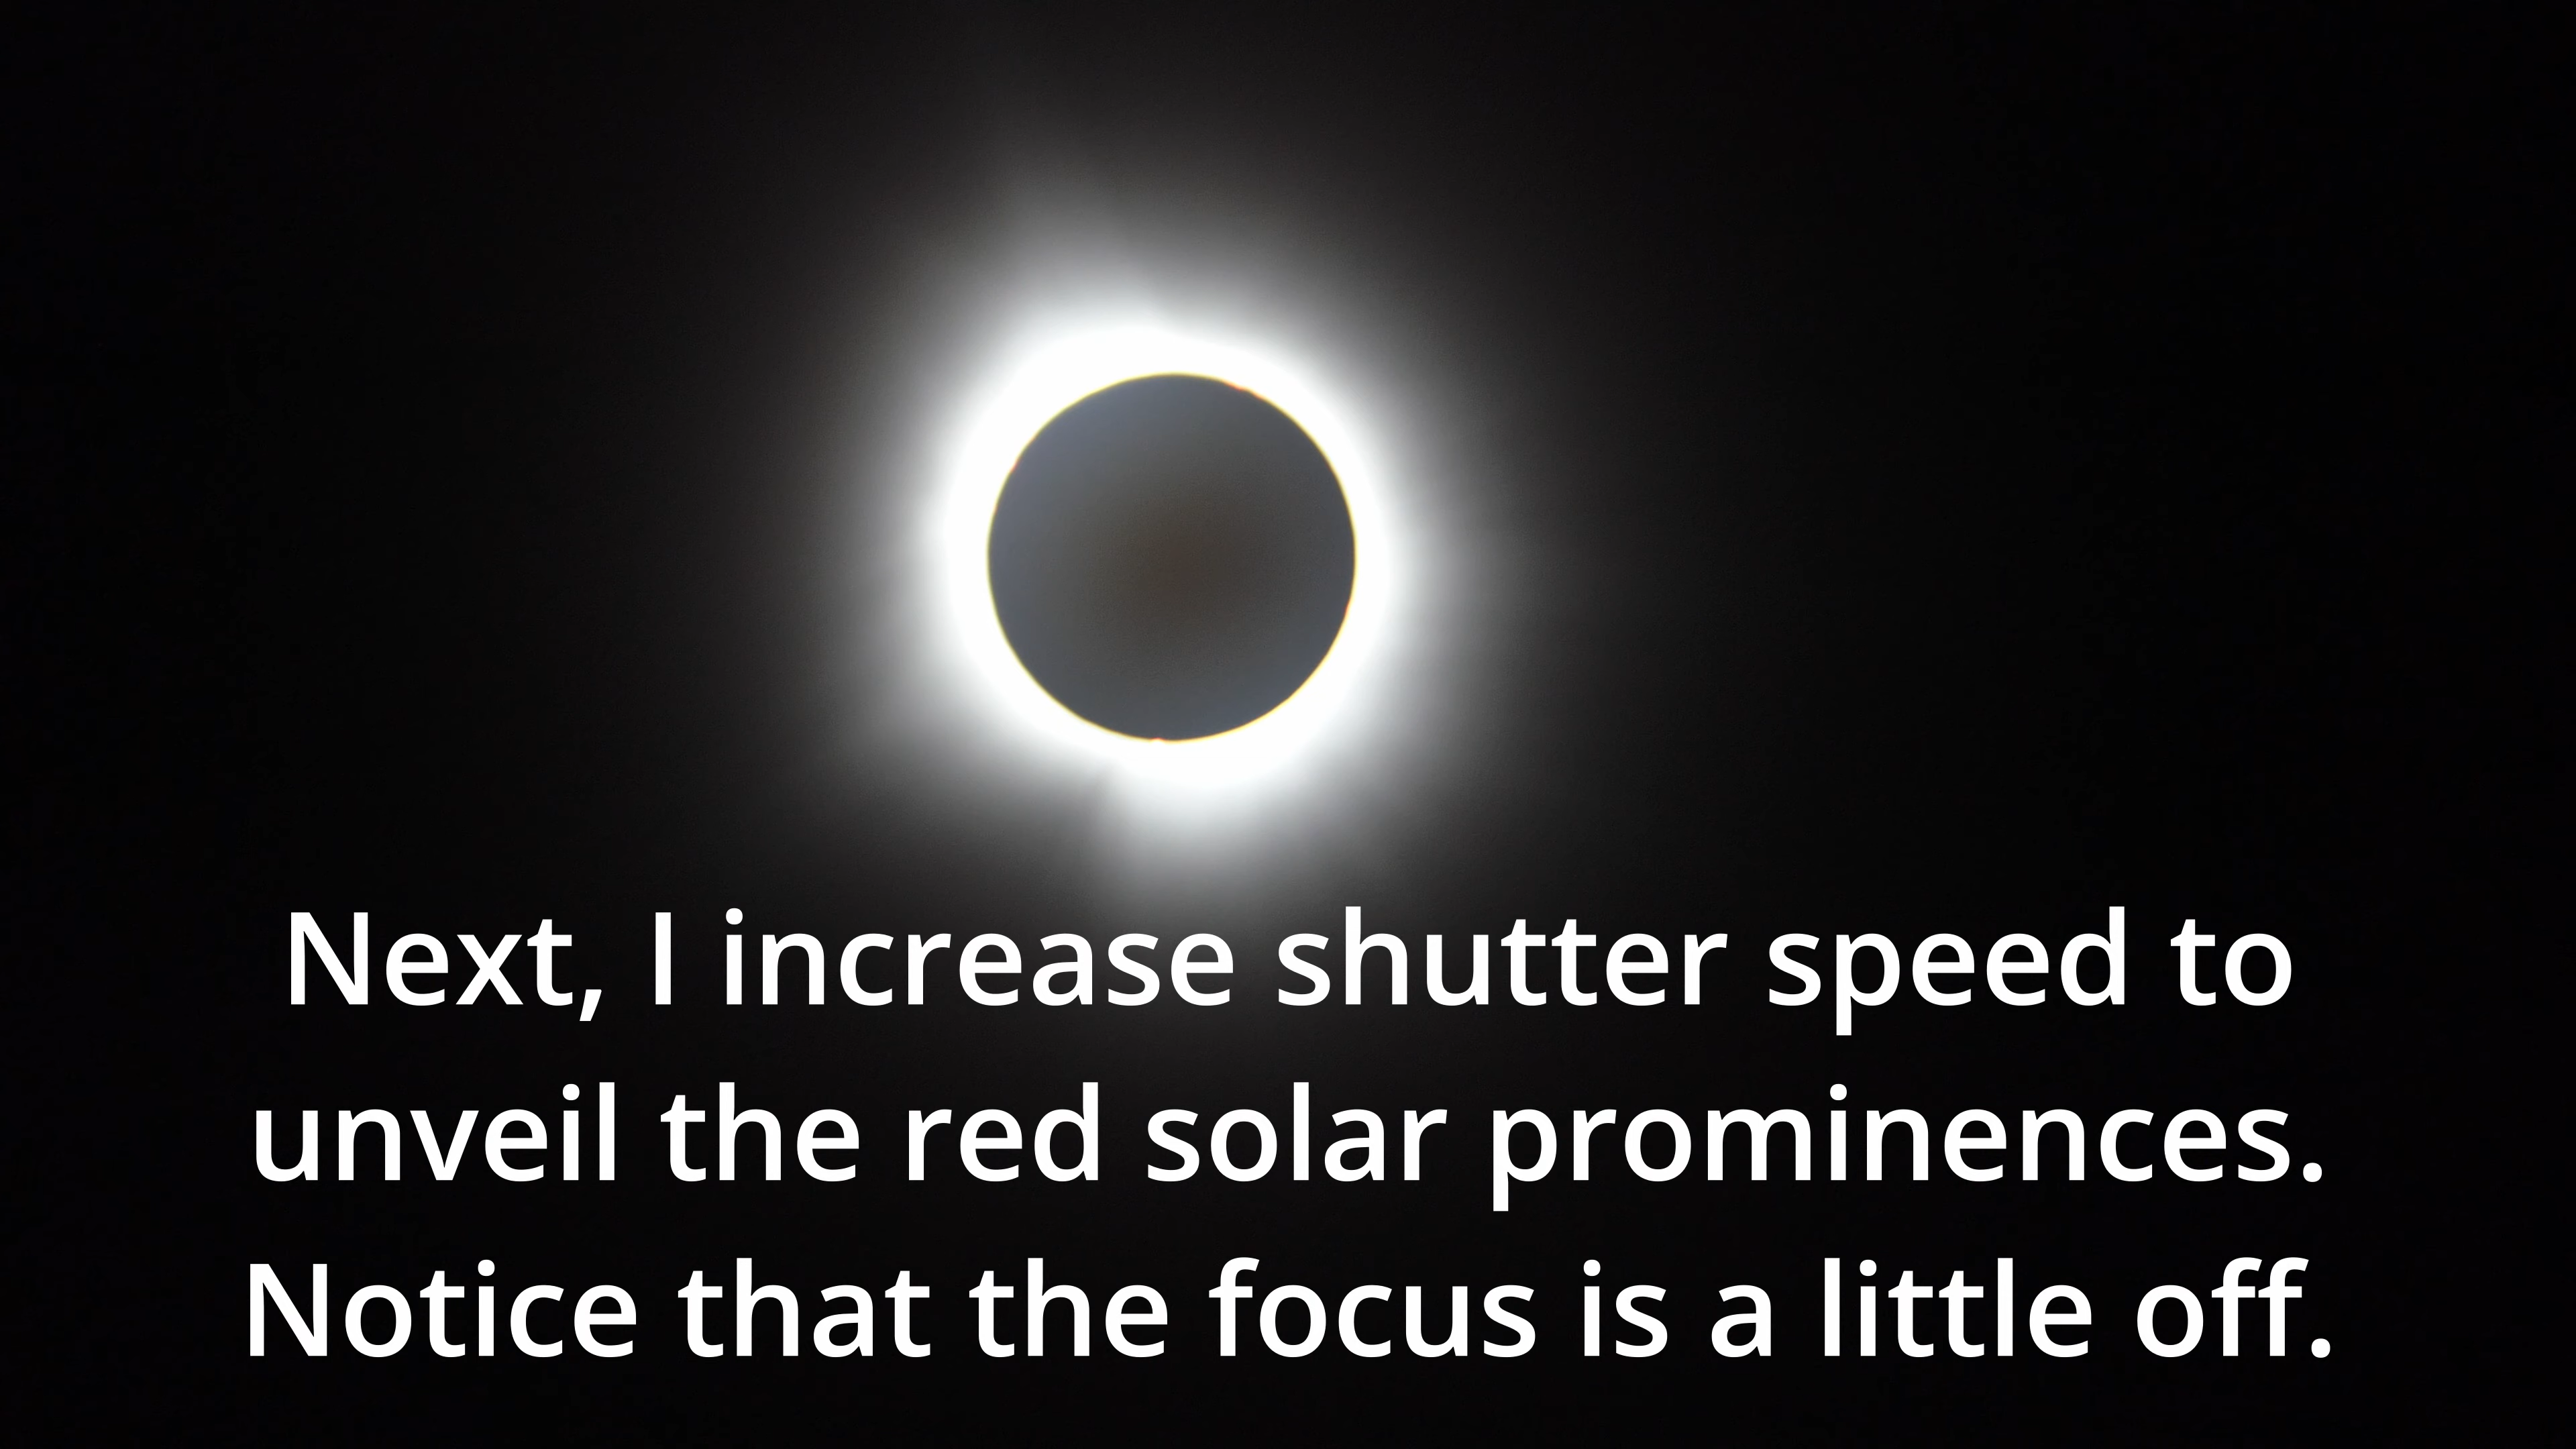 Next, I increase shutter speed to
unveil the red solar prominences.
Notice that the focus is a little off.